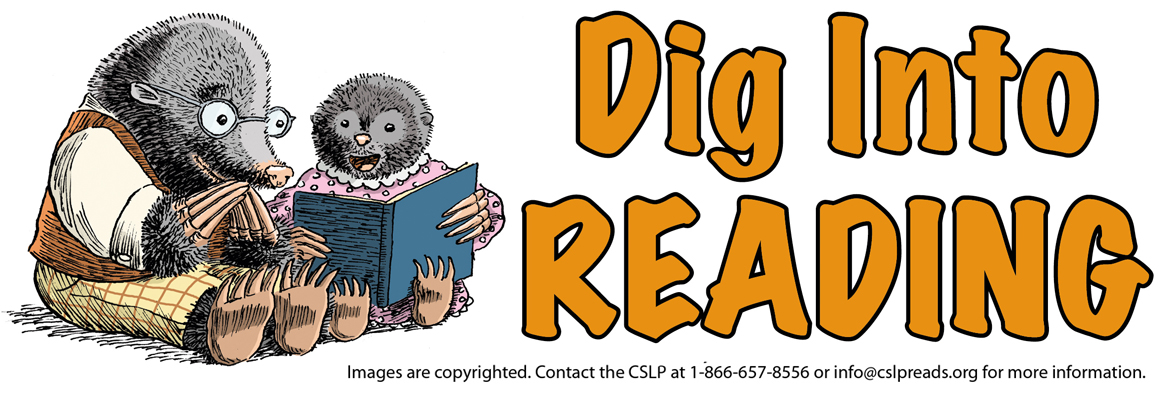 Dig Into
READING
Images are copyrighted. Contact the CSLP at 1-866-657-8556 or info@cslpreads.org for more information.